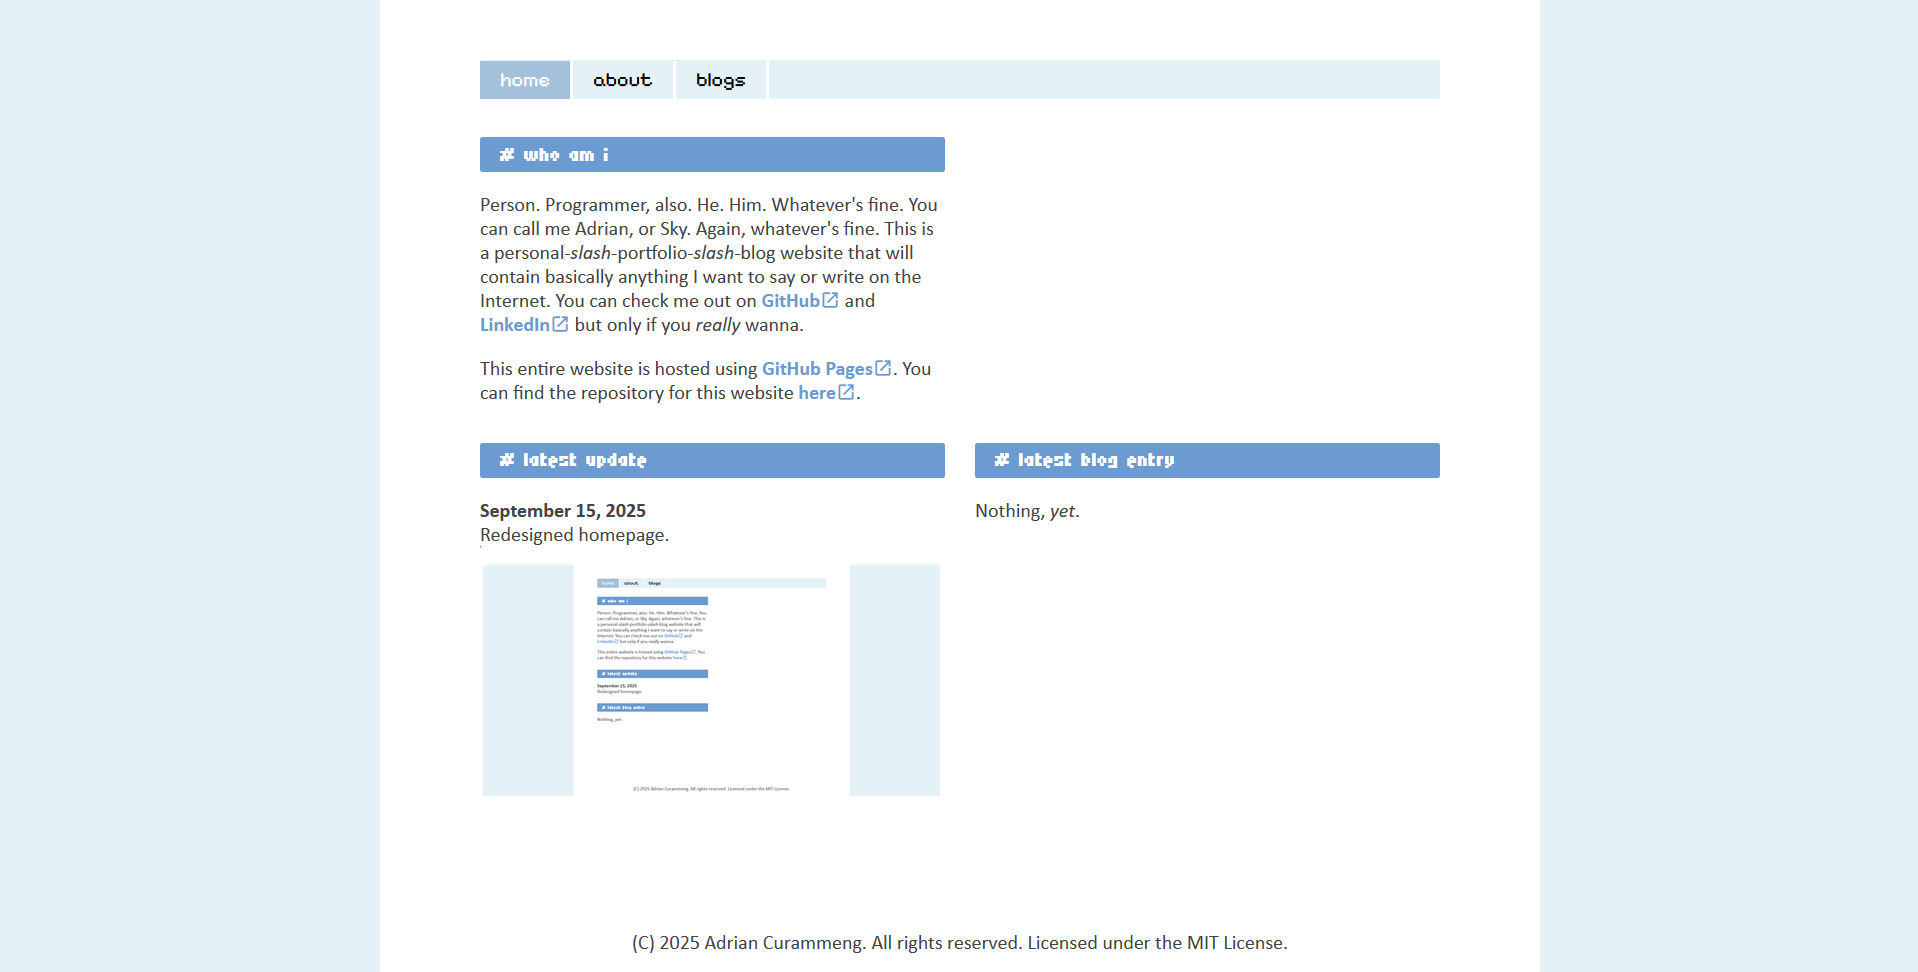 home about blogs
# who am i
Person. Programmer, also. He. Him. Whatever's fine. You
can call me Adrian, or Sky. Again, whatever's fine. This is
a personal-slash-portfolio-slash-blog website that will
contain basically anything I want to say or write on the
Internet. You can check me out on GitHub and
LinkedIn but only if you really wanna.
This entire website is hosted using GitHub Pages. You
can find the repository for this website here.
# latest update
September 15, 2025
Redesigned homepage.
home about blogs
# who am i
Person. Programmer, also. He. Him. Whatever's fine. You
can call me Adrian, or Sky. Again, whatever's fine. This is
a personal-slash-portfolio-slash-blog website that will
contain basically anything I want to say or write on the
Internet. You can check me out on GitHub and
LinkedIn but only if you really wanna.
This entire website is hosted using GitHub Pages. You
can find the repository for this website here.
# latest update
September 15, 2025
Redesigned homepage.
# latest blog entry
Nothing, yet.
(C) 2025 Adrian Curammeng. All rights reserved. Licensed under the MIT License.
# latest blog entry
Nothing, yet.
(C) 2025 Adrian Curammeng. All rights reserved. Licensed under the MIT License.